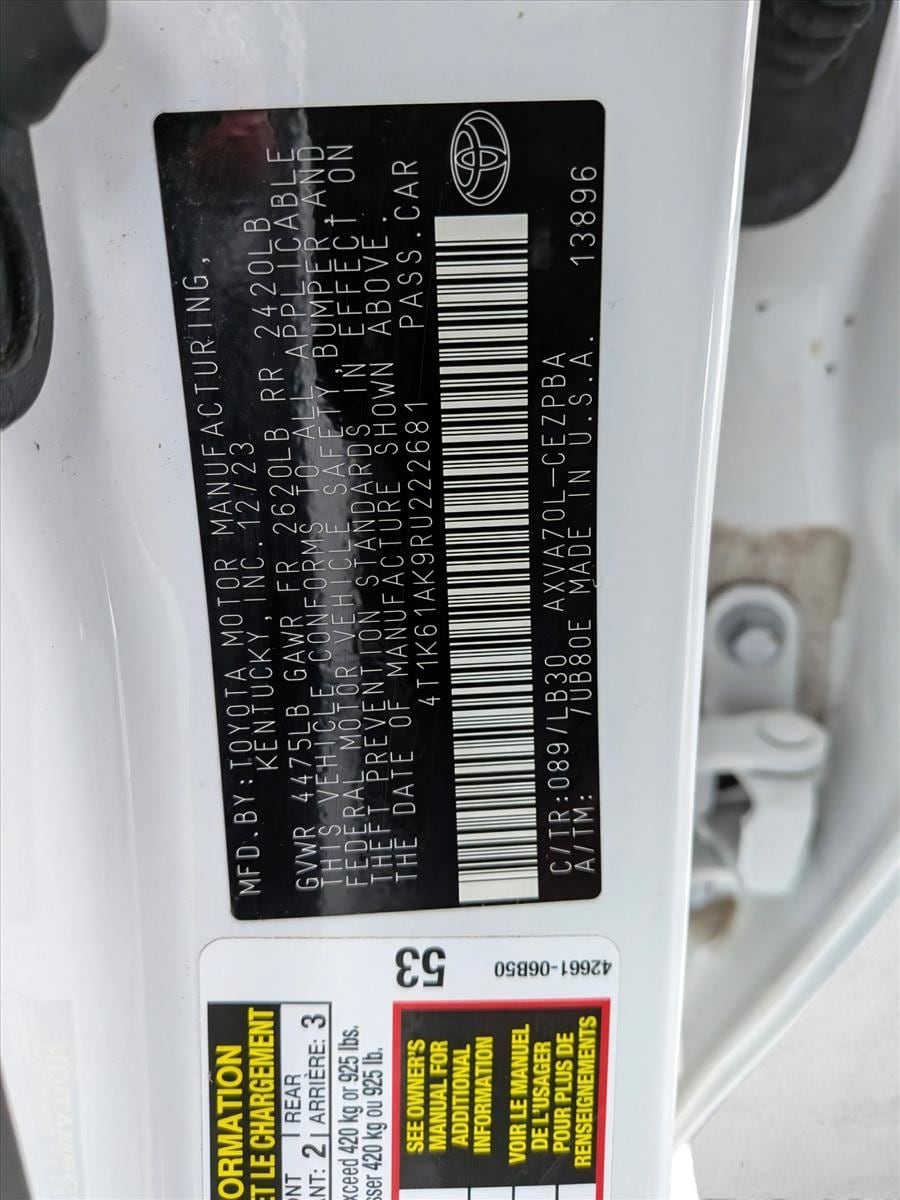 MFD.BY:TOYOTA MOTOR MANUFACTURING,
KENTUCKY,INC.12/23
GVWR 4475LB GAWR FR 2620LB RR 2420LB
THIS VEHICLE CONFORMS TO ALL APPLICABLE
FEDERAL MOTOR VEHICLE SAFETY,BUMPER,AND
THEFT PREVENTION STANDARDS IN EFFECT ON
THE DATE OF MANUFACTURE SHOWN ABOVE.
4T1K61AK9RU222681 PASS.CAR
C/TR:089/LB30 AXVA70L-CEZPBA 13896
A/TM: /UB80E MADE IN U.S.A.
53
42661-06B50
ORMATION
ET LE CHARGEMENT
ONT
ANT: 2
REAR
ARRIÈRE: 3
xceed 420 kg or 925 lbs.
sser 420 kg ou 925 lb.
SEE OWNER'S
MANUAL FOR
ADDITIONAL
INFORMATION
VOIR LE MANUEL
DE L'USAGER
POUR PLUS DE
RENSEIGNEMENTS